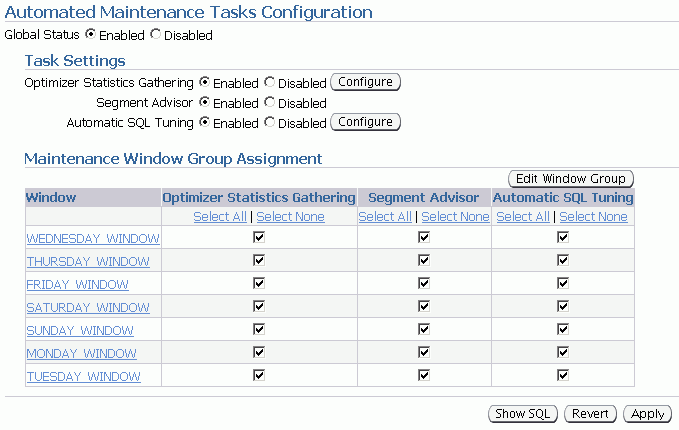 Automated Maintenance Tasks Configuration
Global Status Enabled Disabled
Task Settings
Optimizer Statistics Gathering Enabled Disabled Configure
Segment Advisor Enabled Disabled
Automatic SQL Tuning Enabled Disabled Configure
Maintenance Window Group Assignment
Edit Window Group
Window Optimizer Statistics Gathering Segment Advisor Automatic SQL Tuning
Select All | Select None Select All | Select None Select All | Select None
WEDNESDAY_WINDOW
THURSDAY_WINDOW
FRIDAY_WINDOW
SATURDAY_WINDOW
SUNDAY_WINDOW
MONDAY_WINDOW
TUESDAY_WINDOW
Show SQL Revert Apply